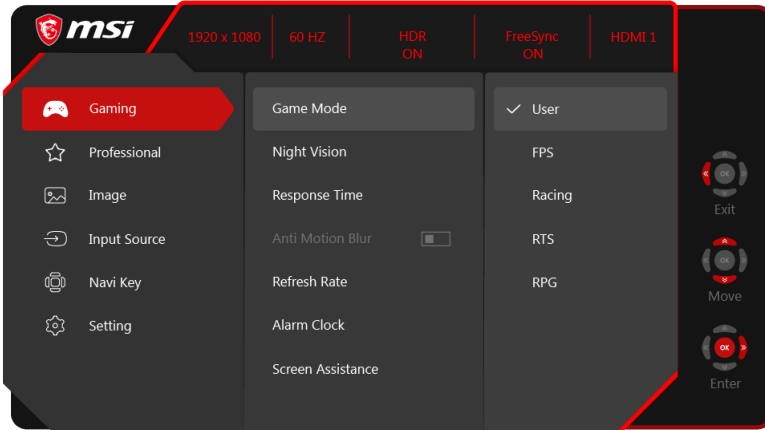 msi
1920 x 1080
60 HZ
HDR
ON
FreeSync
ON
HDMI 1
Gaming
Professional
Image
Input Source
Navi Key
Setting
Game Mode
Night Vision
Response Time
Anti Motion Blur
Refresh Rate
Alarm Clock
Screen Assistance
User
FPS
Racing
RTS
RPG
OK
Exit
OK
Move
OK
Enter